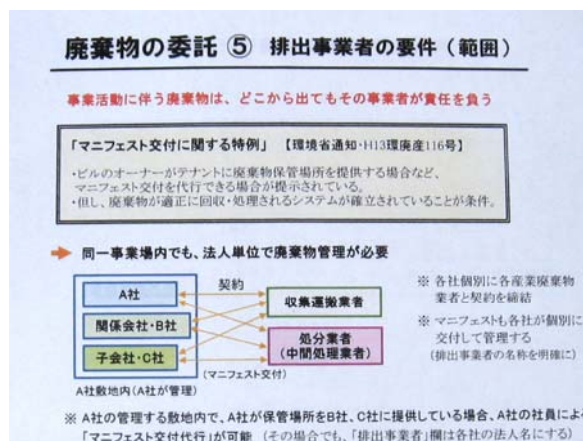 廃棄物の委託 ⑤ 排出事業者の要件（範囲）
事業活動に伴う廃棄物は、どこから出てもその事業者が責任を負う
「マニフェスト交付に関する特例」 【環境省通知・H13環廃産116号】
・ビルのオーナーがテナントに廃棄物保管場所を提供する場合など、
マニフェスト交付を代行できる場合が提示されている。
・但し、廃棄物が適正に回収・処理されるシステムが確立されていることが条件。
同一事業場内でも、法人単位で廃棄物管理が必要
A社
関係会社・B社
子会社・C社
A社敷地内（A社が管理）
契約
（マニフェスト交付）
収集運搬業者
処分業者
（中間処理業者）
※ 各社個別に各産業廃棄物
業者と契約を締結
※ マニフェストも各社が個別に
交付して管理する
（排出事業者の名称を明確に）
※ A社の管理する敷地内で、A社が保管場所をB社、C社に提供している場合、A社の社員によ
「マニフェスト交付代行」が可能 （その場合でも、「排出事業者」欄は各社の法人名にする）